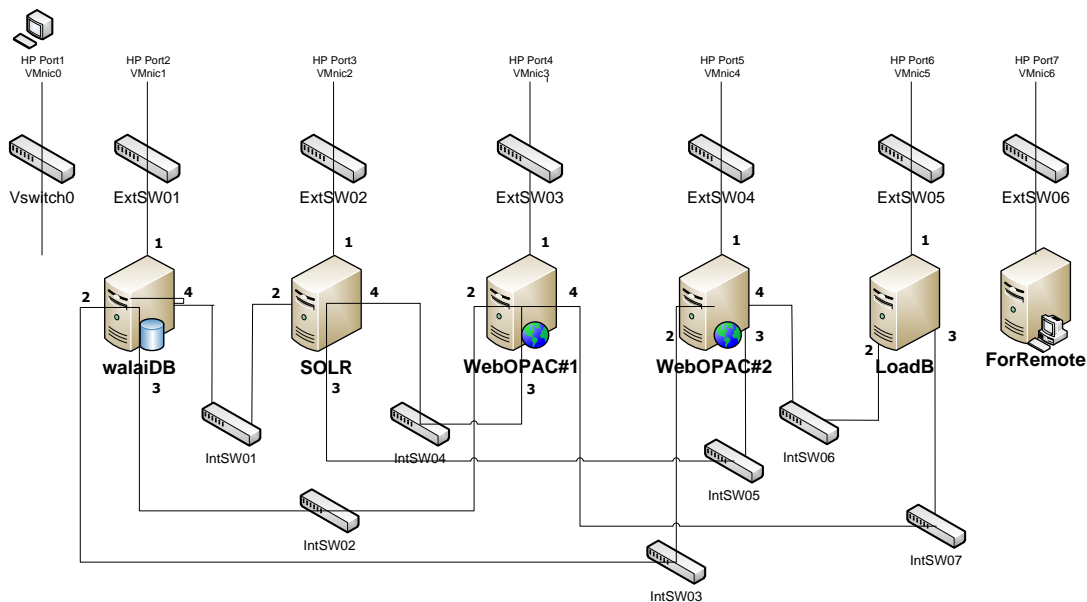 HP Port1
VMnic0
HP Port2
VMnic1
HP Port3
VMnic2
HP Port4
VMnic3
HP Port5
VMnic4
HP Port6
VMnic5
HP Port7
VMnic6
Vswitch0
ExtSW01
ExtSW02
ExtSW03
ExtSW04
ExtSW05
ExtSW06
1
1
1
1
1
2
4
2
4
2
4
2
4
3
2
3
walaiDB
SOLR
WebOPAC#1
WebOPAC#2
LoadB
ForRemote
3
3
3
IntSW01
IntSW04
IntSW06
IntSW05
IntSW02
IntSW07
IntSW03